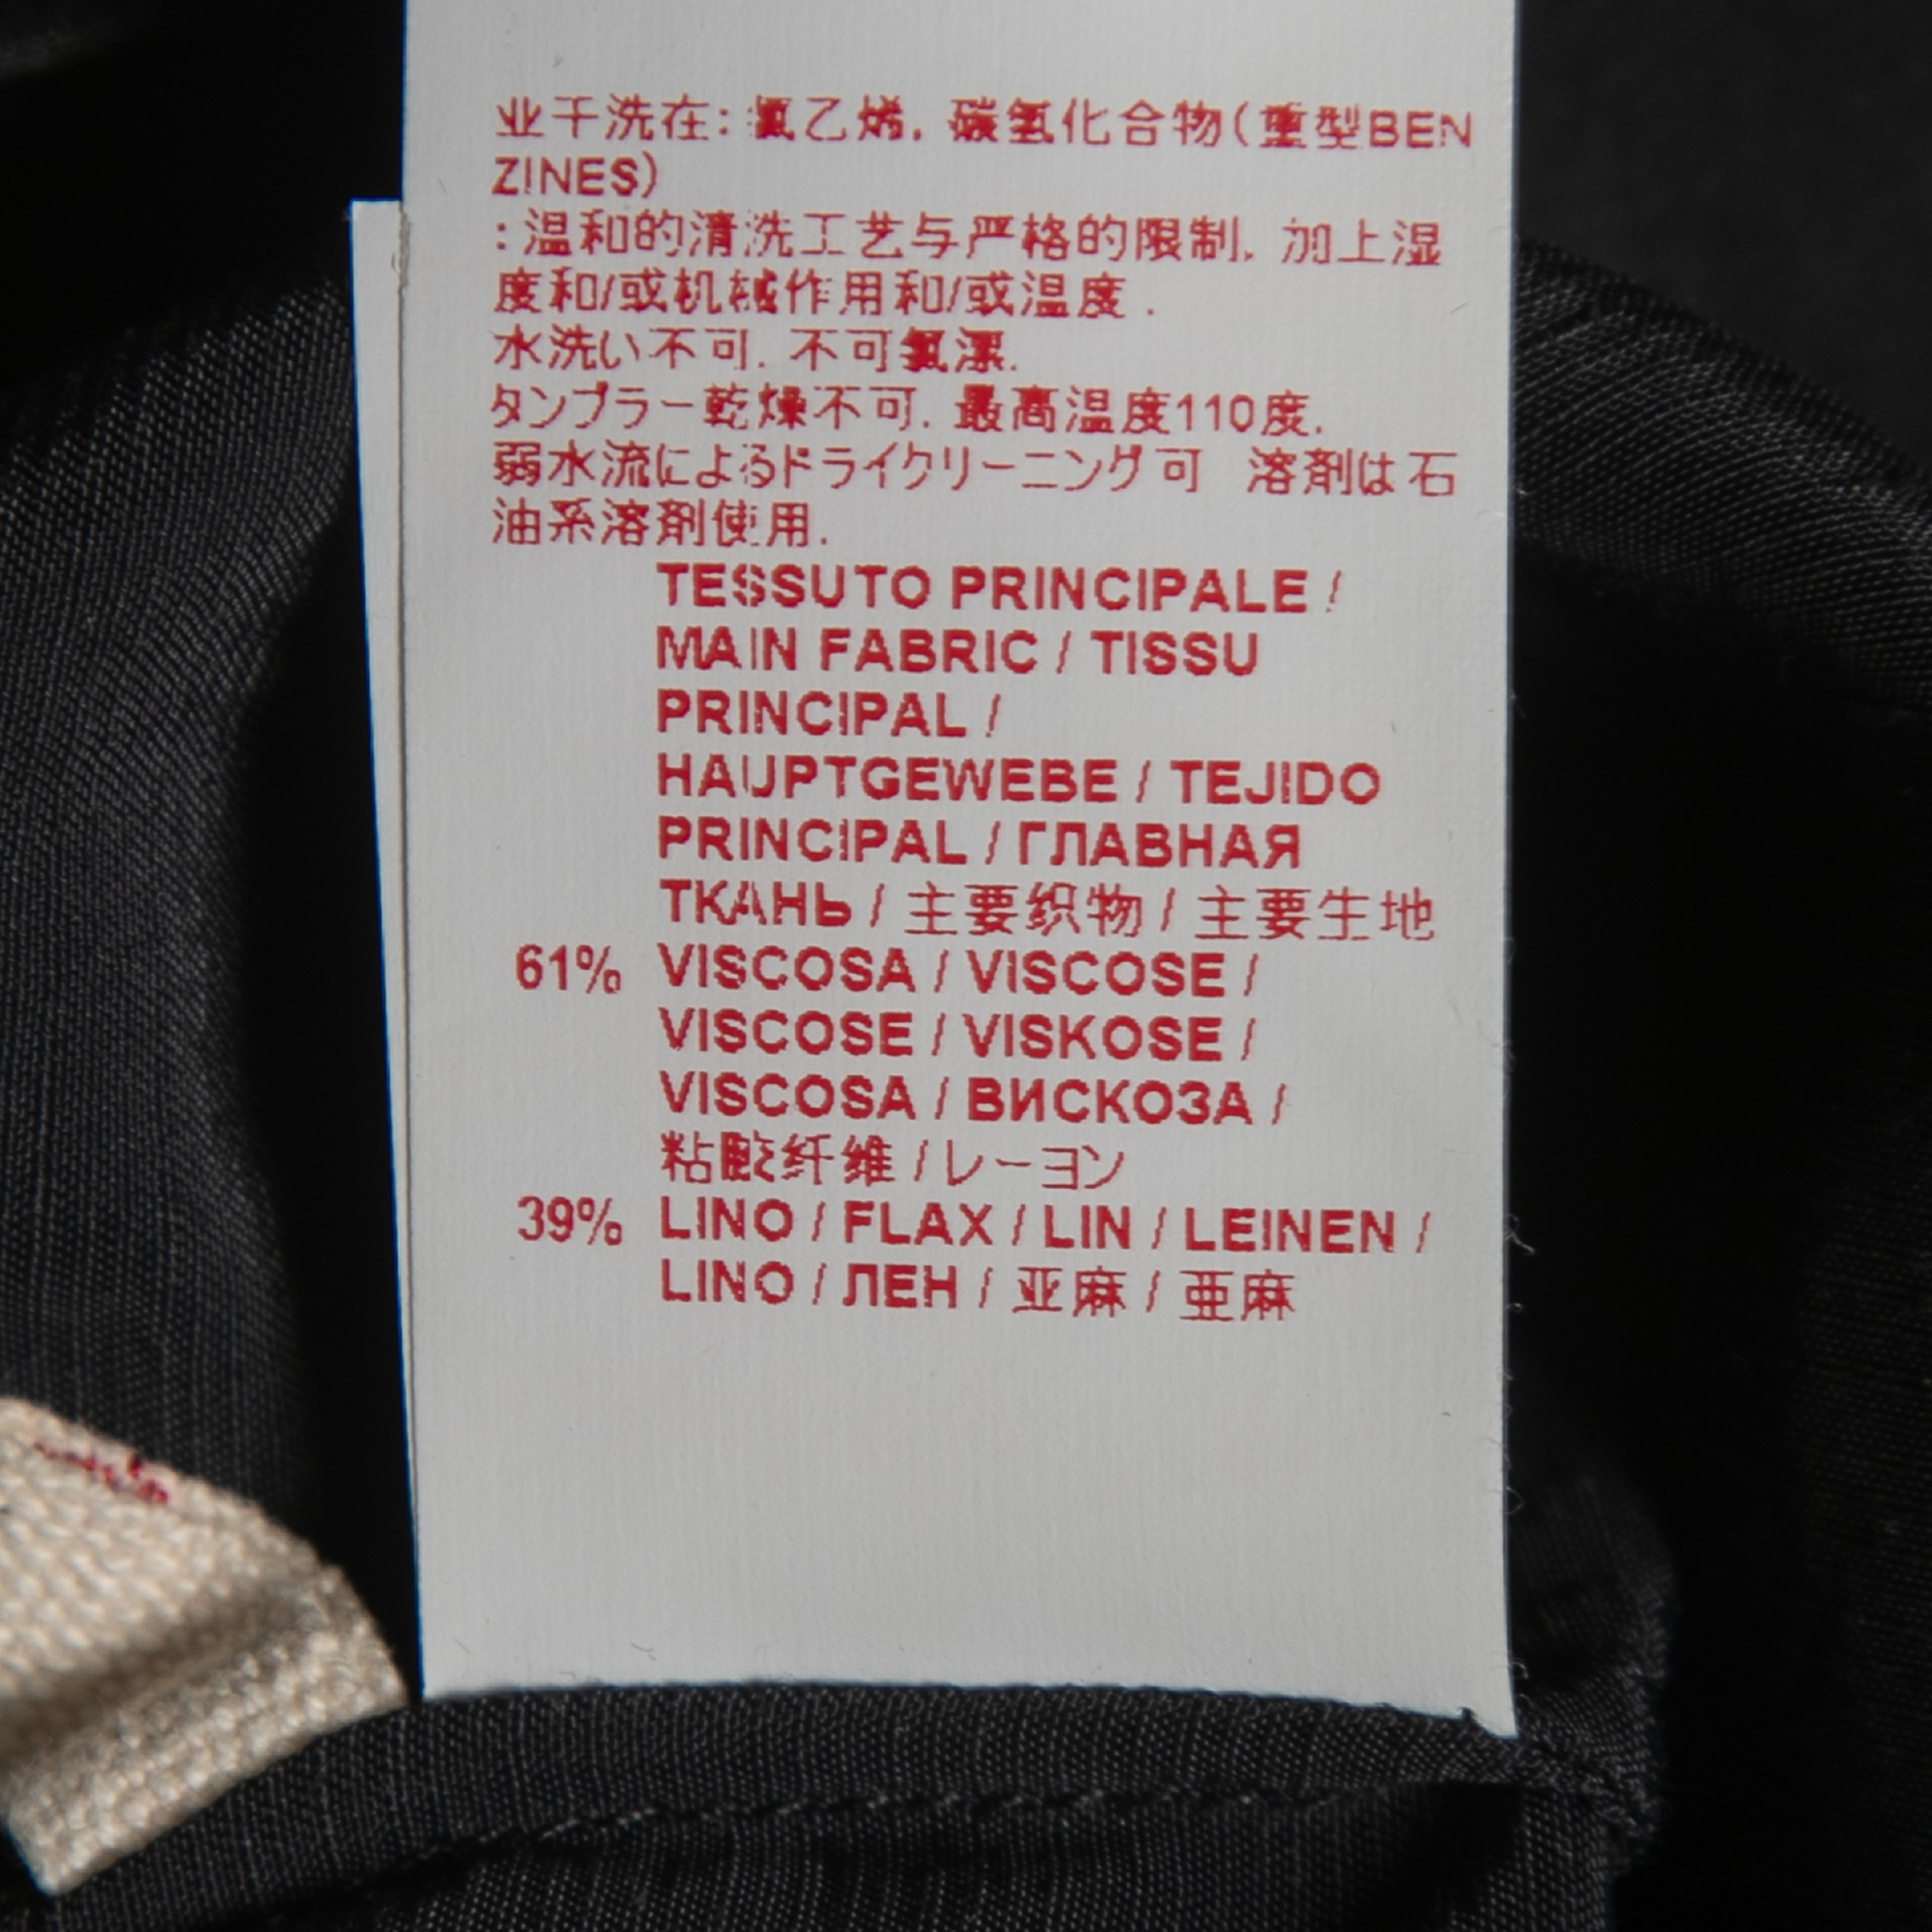 业干洗在: 氯乙烯, 碳氢化合物(重型BEN
ZINES)
:温和的清洗工艺与严格的限制, 加上湿
度和/或机械作用和/或温度 .
水洗い不可, 不可氯漂.
タンブラー乾燥不可, 最高温度110度,
弱水流によるドライクリーニング可 溶剤は石
油系溶剤使用.
TESSUTO PRINCIPALE /
MAIN FABRIC / TISSU
PRINCIPAL /
HAUPTGEWEBE / TEJIDO
PRINCIPAL / ГЛАВНАЯ
ТКАНЬ / 主要织物 / 主要生地
61% VISCOSA / VISCOSE /
VISCOSE / VISKOSE /
VISCOSA / ВИСКОЗА /
粘胶纤维 / レーヨン
39% LINO / FLAX / LIN / LEINEN /
LINO / ЛЕН / 亚麻 / 亜麻